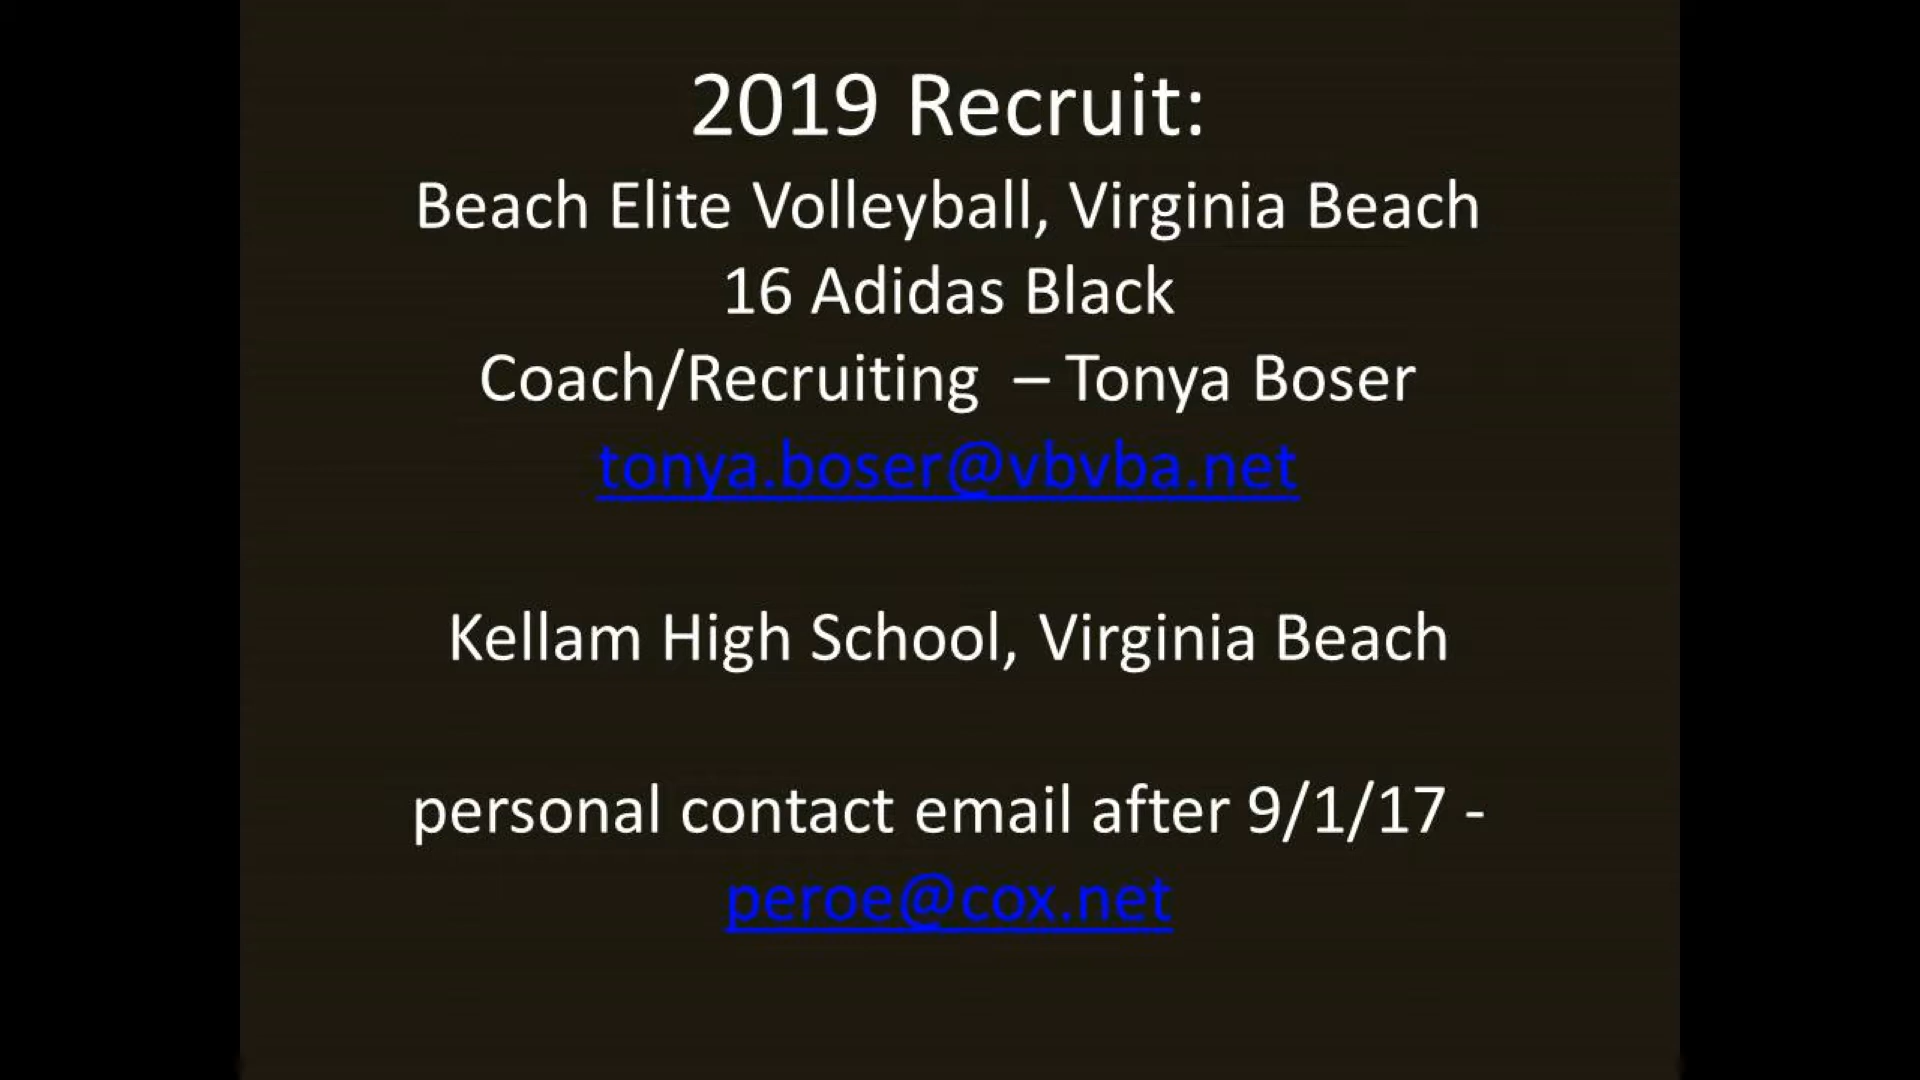 2019 Recruit:
Beach Elite Volleyball, Virginia Beach
16 Adidas Black
Coach/Recruiting – Tonya Boser
tonya.boser@vbvba.net
Kellam High School, Virginia Beach
personal contact email after 9/1/17 -
peroe@cox.net